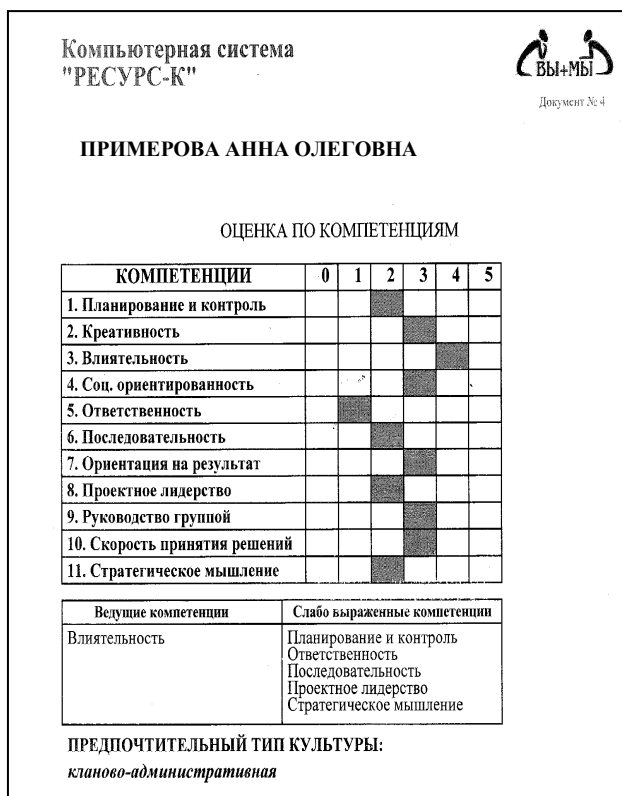 Компьютерная система
"РЕСУРС-К"
ВЫ+МЫ
Документ № 4
ПРИМЕРОВА АННА ОЛЕГОВНА
ОЦЕНКА ПО КОМПЕТЕНЦИЯМ
КОМПЕТЕНЦИИ 0 1 2 3 4 5
1. Планирование и контроль
2. Креативность
3. Влиятельность
4. Соц. ориентированность
5. Ответственность
6. Последовательность
7. Ориентация на результат
8. Проектное лидерство
9. Руководство группой
10. Скорость принятия решений
11. Стратегическое мышление
Ведущие компетенции Слабо выраженные компетенции
Влиятельность Планирование и контроль
Ответственность
Последовательность
Проектное лидерство
Стратегическое мышление
ПРЕДПОЧТИТЕЛЬНЫЙ ТИП КУЛЬТУРЫ:
кланово-административная